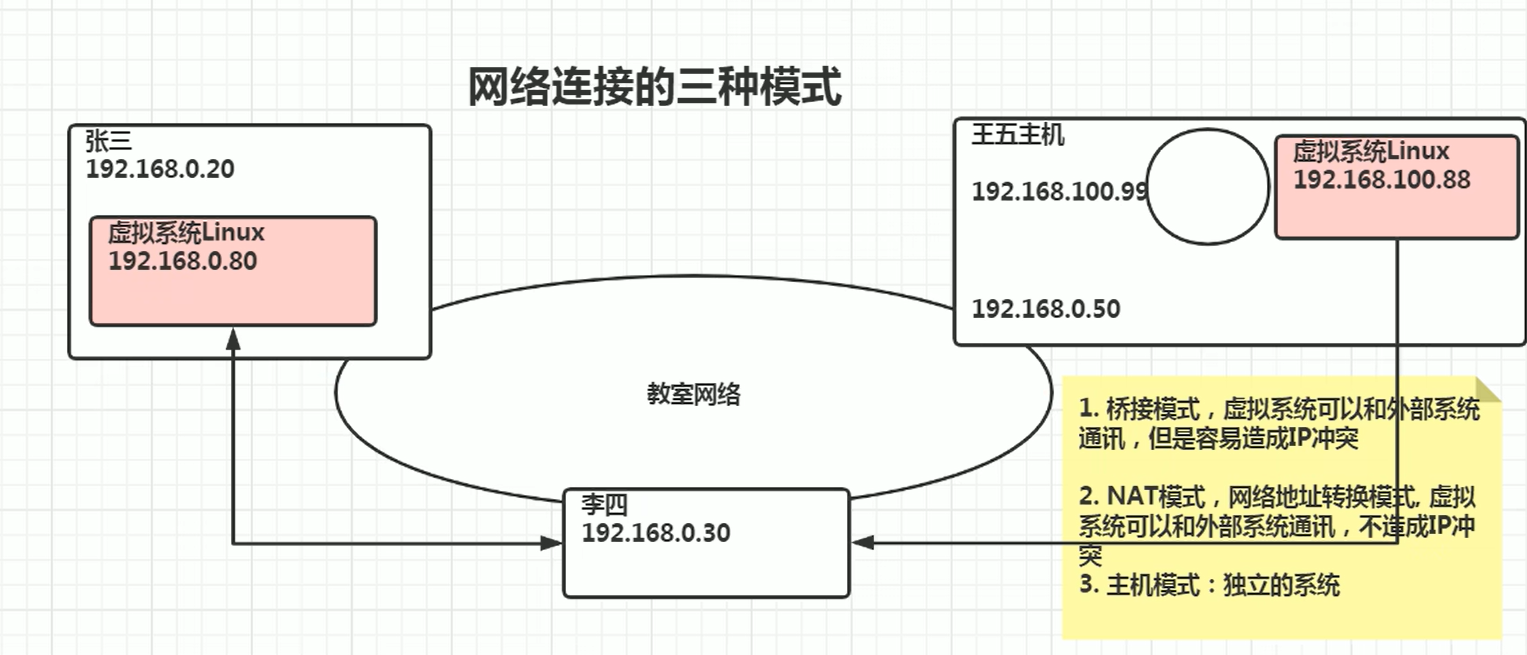 网络连接的三种模式
张三
192.168.0.20
虚拟系统Linux
192.168.0.80
王五主机
192.168.100.99
虚拟系统Linux
192.168.100.88
192.168.0.50
教室网络
李四
192.168.0.30
1. 桥接模式，虚拟系统可以和外部系统
通讯，但是容易造成IP冲突
2. NAT模式，网络地址转换模式, 虚拟
系统可以和外部系统通讯，不造成IP冲
突
3. 主机模式：独立的系统